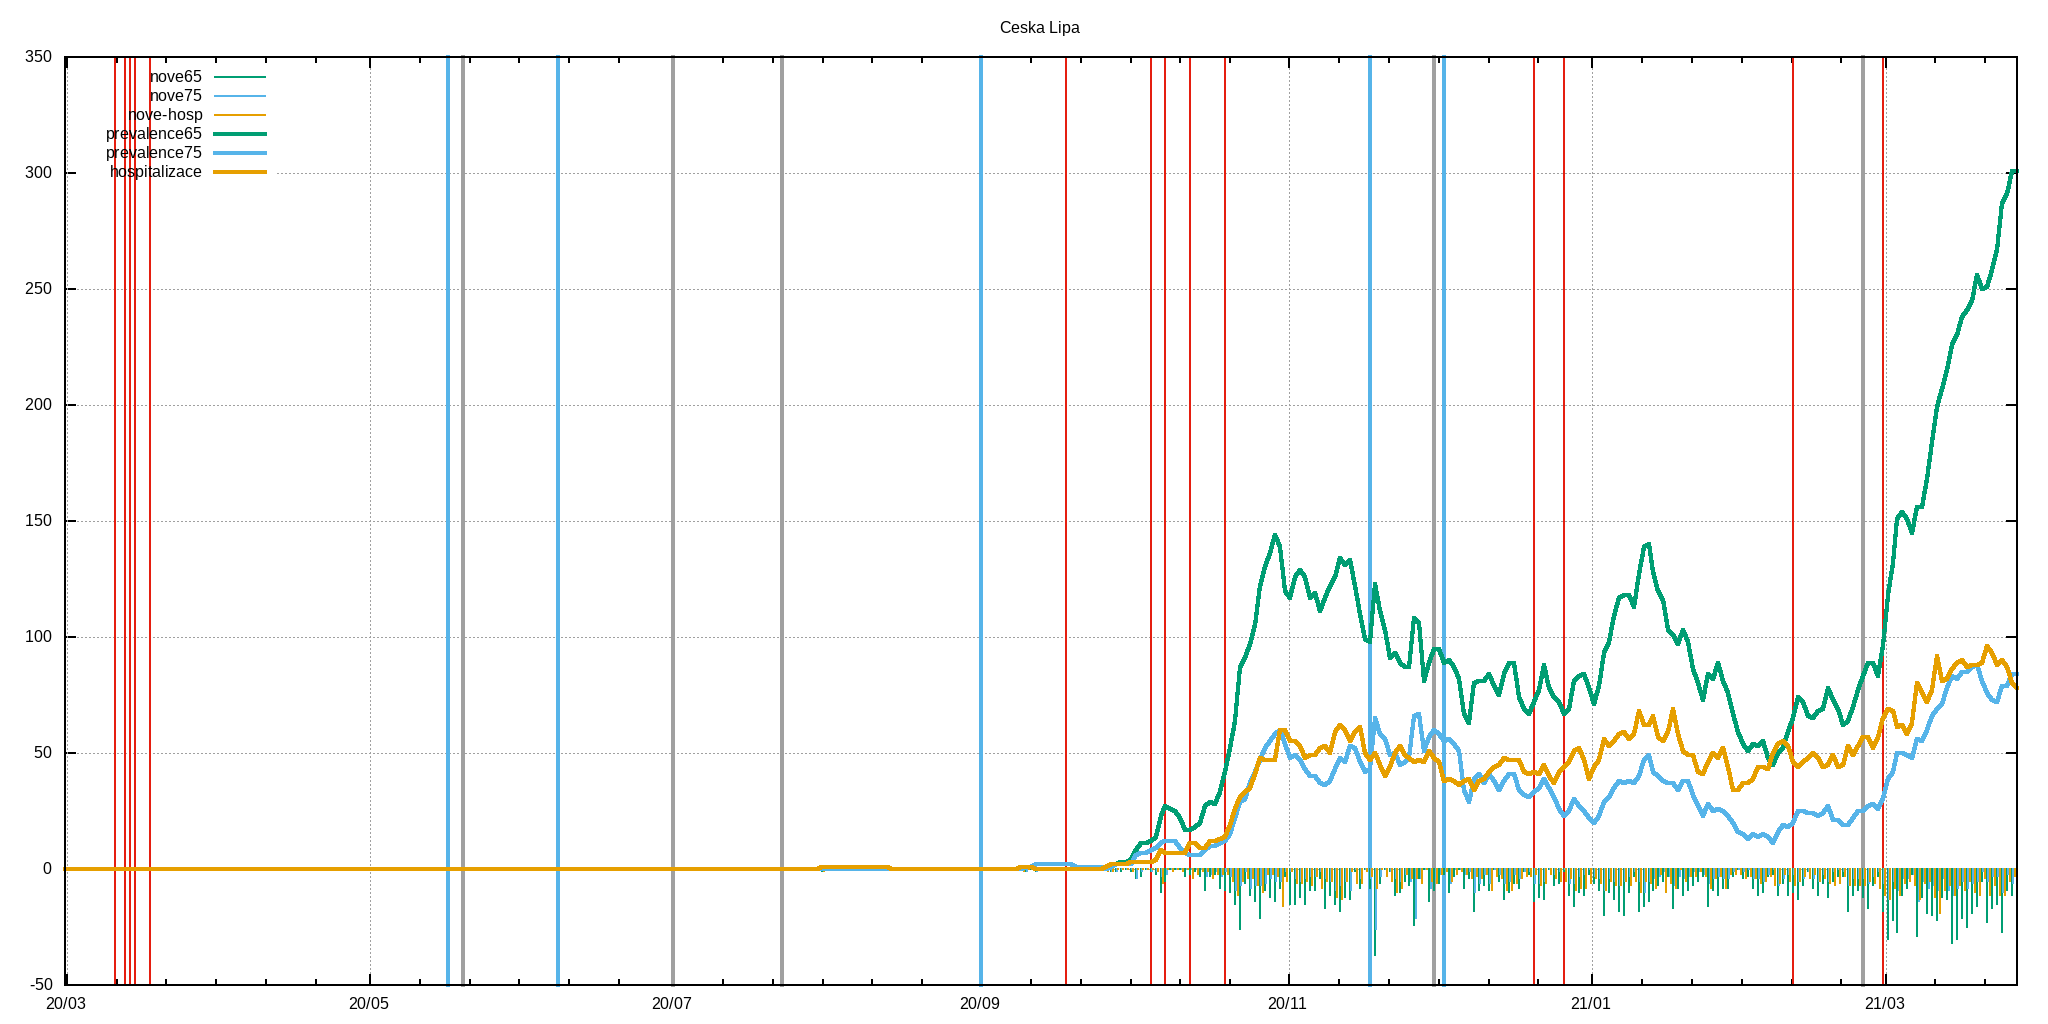 Ceska Lipa
350
300
250
200
150
100
50
0
-50
nove65
nove75
nove-hosp
prevalence65
prevalence75
hospitalizace
20/03 20/05 20/07 20/09 20/11 21/01 21/03